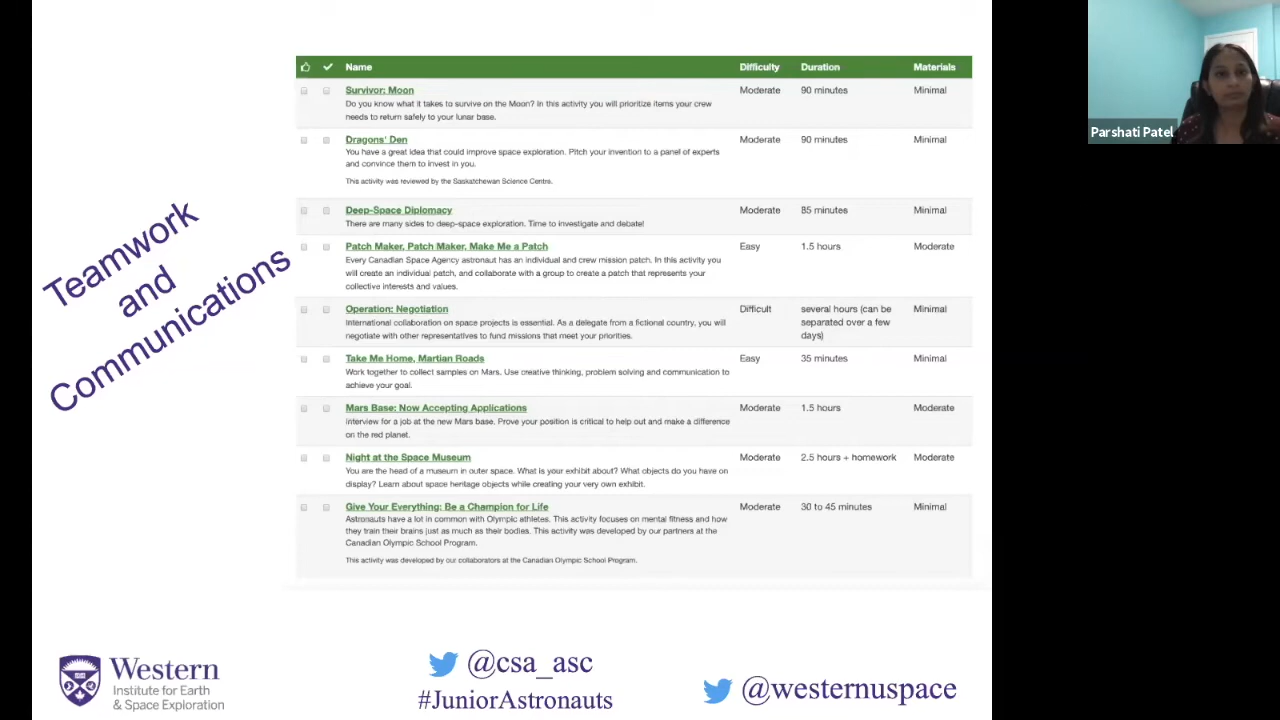 Teamwork
and
Communications
Name Difficulty Duration Materials
Survivor: Moon Moderate 90 minutes Minimal
Do you know what it takes to survive on the Moon? In this activity you will prioritize items your crew
needs to return safely to your lunar base.
Dragons' Den Moderate 90 minutes Minimal
You have a great idea that could improve space exploration. Pitch your invention to a panel of experts
and convince them to invest in you.
This activity was reviewed by the Saskatchewan Science Centre.
Deep-Space Diplomacy Moderate 85 minutes Minimal
There are many sides to deep-space exploration. Time to investigate and debate!
Patch Maker, Patch Maker, Make Me a Patch Easy 1.5 hours Moderate
Every Canadian Space Agency astronaut has an individual and crew mission patch. In this activity you
will create an individual patch, and collaborate with a group to create a patch that represents your
collective interests and values.
Operation: Negotiation Difficult several hours (can be Minimal
International collaboration on space projects is essential. As a delegate from a fictional country, you will separated over a few
negotiate with other representatives to fund missions that meet your priorities. days)
Take Me Home, Martian Roads Easy 35 minutes Minimal
Work together to collect samples on Mars. Use creative thinking, problem solving and communication to
achieve your goal.
Mars Base: Now Accepting Applications Moderate 1.5 hours Moderate
Interview for a job at the new Mars base. Prove your position is critical to help out and make a difference
on the red planet.
Night at the Space Museum Moderate 2.5 hours + homework Moderate
You are the head of a museum in outer space. What is your exhibit about? What objects do you have on
display? Learn about space heritage objects while creating your very own exhibit.
Give Your Everything: Be a Champion for Life Moderate 30 to 45 minutes Minimal
Astronauts have a lot in common with Olympic athletes. This activity focuses on mental fitness and how
they train their brains just as much as their bodies. This activity was developed by our partners at the
Canadian Olympic School Program.
This activity was developed by our collaborators at the Canadian Olympic School Program.
Western
Institute for Earth
& Space Exploration
@csa_asc
#JuniorAstronauts
@westernuspace
Parshati Patel